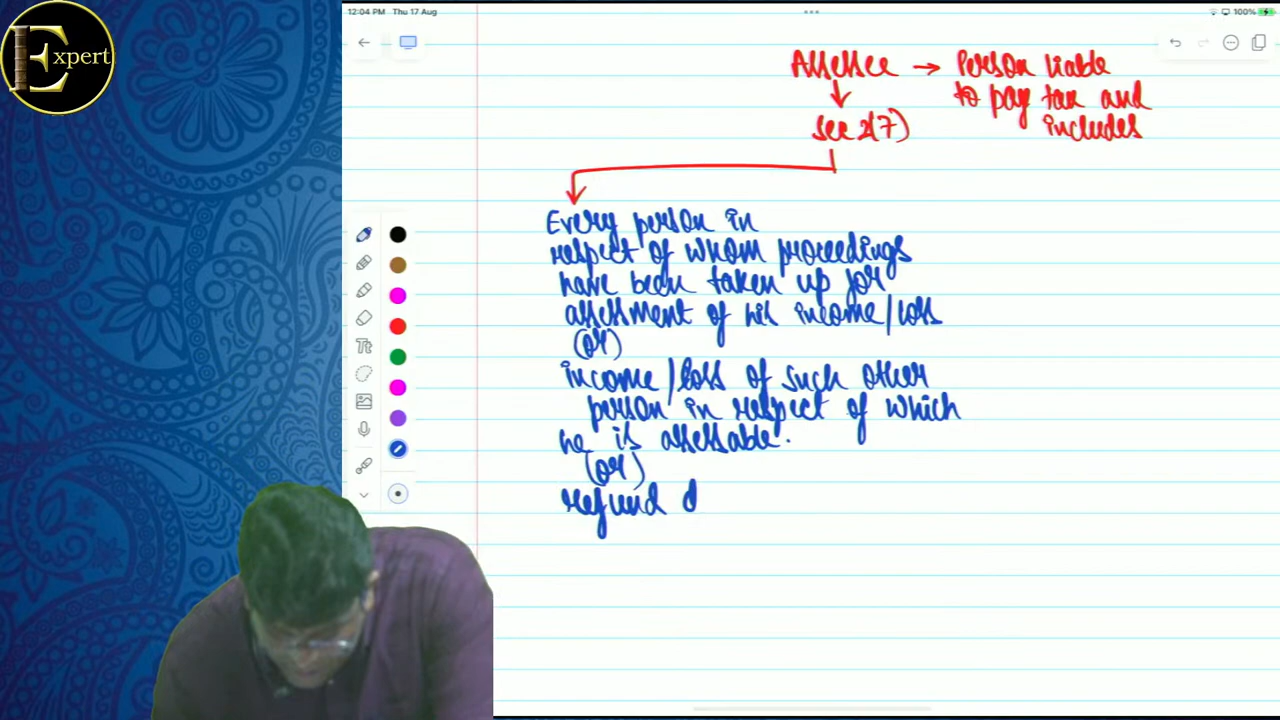 12:04 PM Thu 17 Aug
100%
Expert
Assessee → Person liable
to pay tax and
includes
Sec 2(7)
Every person in
respect of whom proceedings
have been taken up for
assessment of his income/loss
(or)
income/loss of such other
person in respect of which
he is assessable.
(or)
refund d
Tt